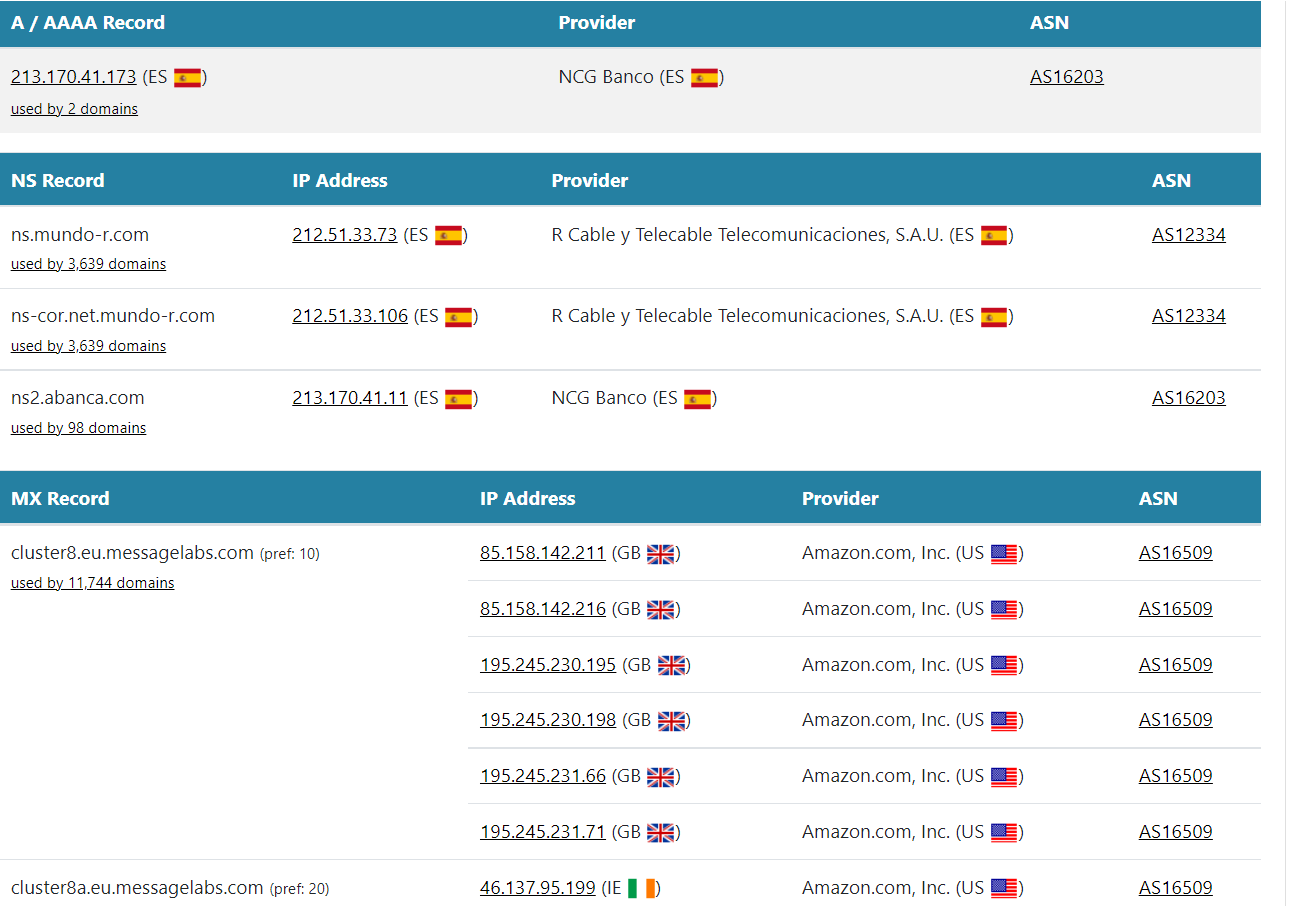 A / AAAA Record Provider ASN
213.170.41.173 (ES ) NCG Banco (ES ) AS16203
used by 2 domains
NS Record IP Address Provider ASN
ns.mundo-r.com 212.51.33.73 (ES ) R Cable y Telecable Telecomunicaciones, S.A.U. (ES ) AS12334
used by 3,639 domains
ns-cor.net.mundo-r.com 212.51.33.106 (ES ) R Cable y Telecable Telecomunicaciones, S.A.U. (ES ) AS12334
used by 3,639 domains
ns2.abanca.com 213.170.41.11 (ES ) NCG Banco (ES ) AS16203
used by 98 domains
MX Record IP Address Provider ASN
cluster8.eu.messagelabs.com (pref: 10) 85.158.142.211 (GB ) Amazon.com, Inc. (US ) AS16509
used by 11,744 domains
85.158.142.216 (GB ) Amazon.com, Inc. (US ) AS16509
195.245.230.195 (GB ) Amazon.com, Inc. (US ) AS16509
195.245.230.198 (GB ) Amazon.com, Inc. (US ) AS16509
195.245.231.66 (GB ) Amazon.com, Inc. (US ) AS16509
195.245.231.71 (GB ) Amazon.com, Inc. (US ) AS16509
cluster8a.eu.messagelabs.com (pref: 20) 46.137.95.199 (IE ) Amazon.com, Inc. (US ) AS16509